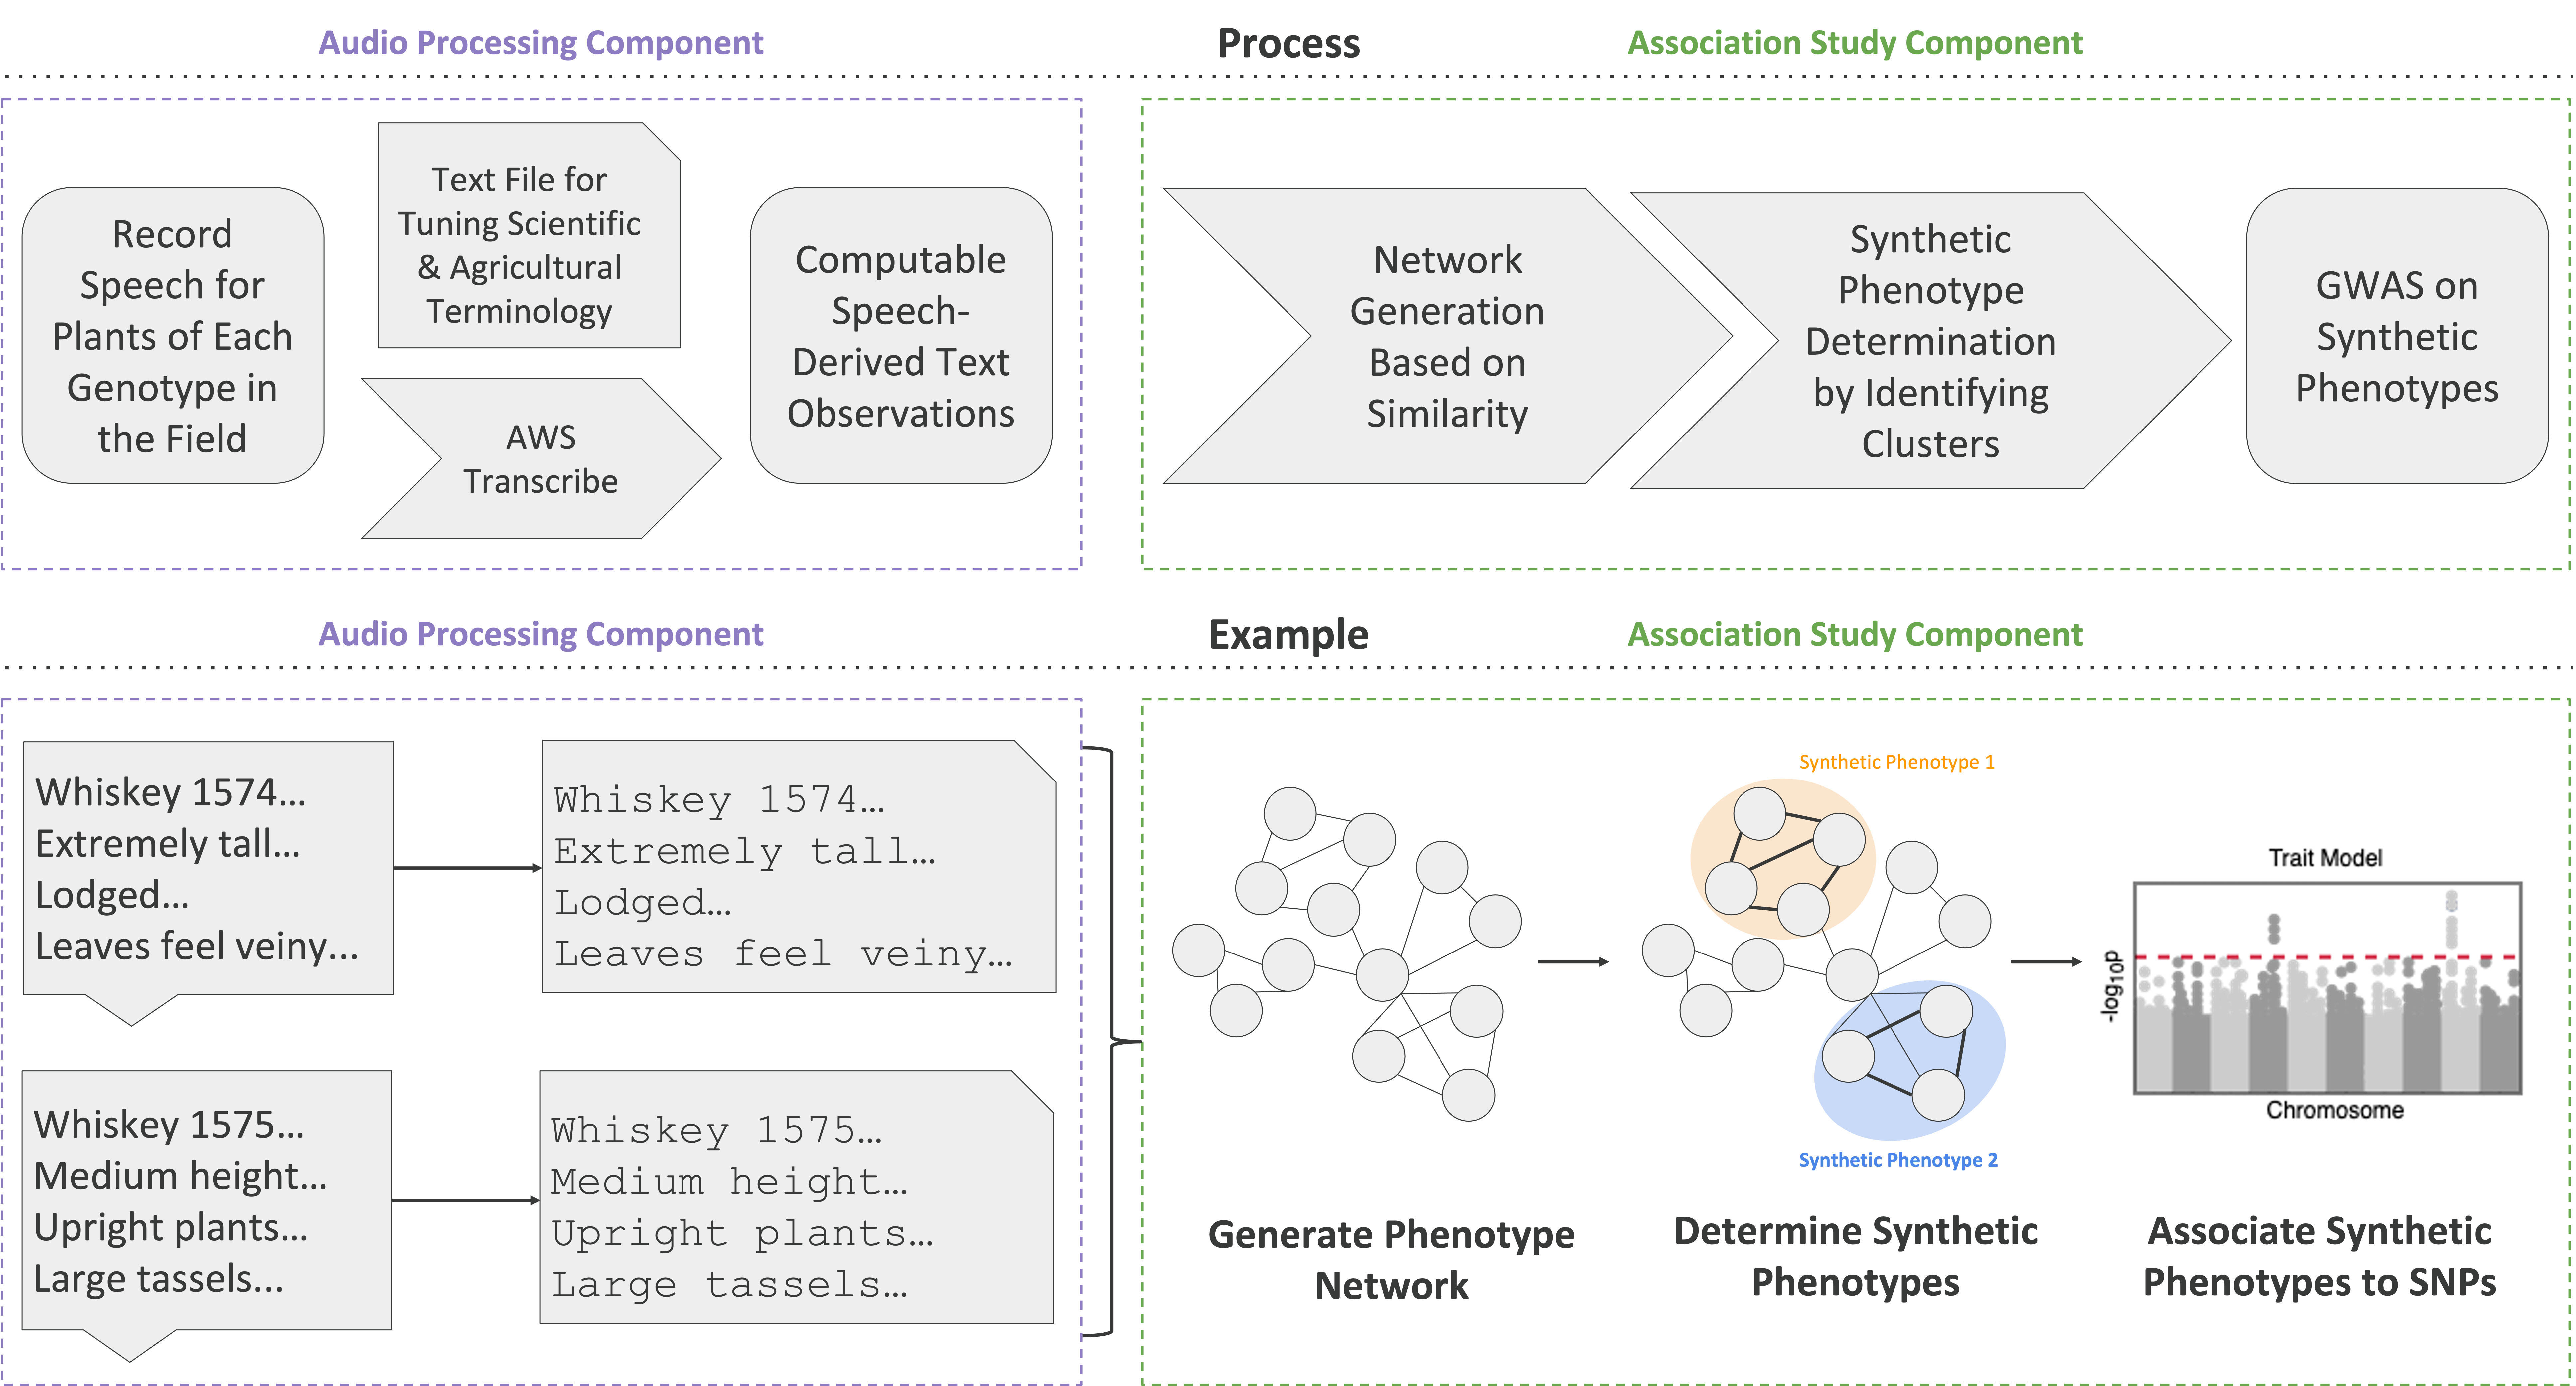 Audio Processing Component
Process
Association Study Component
Record
Speech for
Plants of Each
Genotype in
the Field
Text File for
Tuning Scientific
& Agricultural
Terminology
AWS
Transcribe
Computable
Speech-
Derived Text
Observations
Network
Generation
Based on
Similarity
Synthetic
Phenotype
Determination
by Identifying
Clusters
GWAS on
Synthetic
Phenotypes
Audio Processing Component
Example
Association Study Component
Whiskey 1574…
Extremely tall…
Lodged…
Leaves feel veiny…
Whiskey 1574…
Extremely tall…
Lodged…
Leaves feel veiny…
Whiskey 1575…
Medium height…
Upright plants…
Large tassels…
Whiskey 1575…
Medium height…
Upright plants…
Large tassels…
Generate Phenotype
Network
Synthetic Phenotype 1
Synthetic Phenotype 2
Determine Synthetic
Phenotypes
Trait Model
-log10p
Chromosome
Associate Synthetic
Phenotypes to SNPs